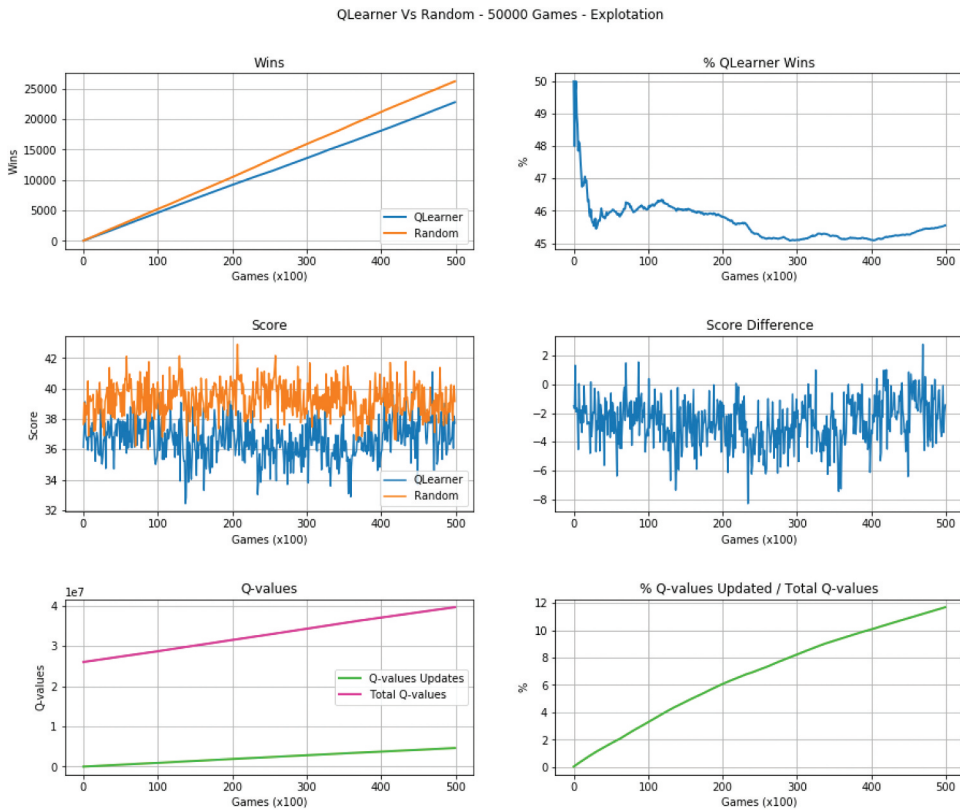 QLearner Vs Random - 50000 Games - Explotation
Wins
% QLearner Wins
25000
20000
15000
10000
5000
0
Wins
QLearner
Random
0 100 200 300 400 500
Games (x100)
50
49
48
47
46
45
%
0 100 200 300 400 500
Games (x100)
Score
Score Difference
42
40
38
36
34
32
Score
QLearner
Random
0 100 200 300 400 500
Games (x100)
2
0
−2
−4
−6
−8
0 100 200 300 400 500
Games (x100)
Q-values
% Q-values Updated / Total Q-values
1e7
4
3
2
1
0
Q-values
Q-values Updates
Total Q-values
0 100 200 300 400 500
Games (x100)
12
10
8
6
4
2
0
%
0 100 200 300 400 500
Games (x100)